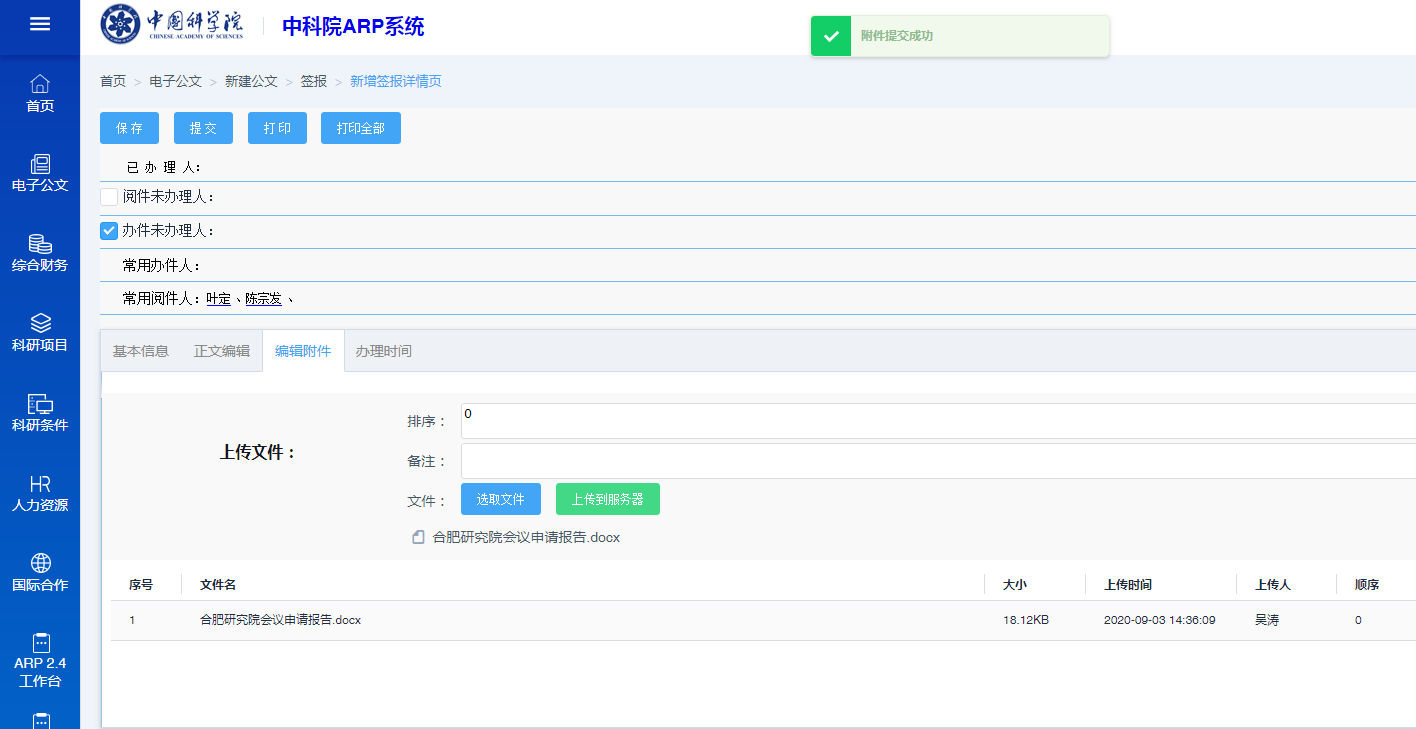 中国科学院
CHINESE ACADEMY OF SCIENCES
中科院ARP系统
附件提交成功
首页 > 电子公文 > 新建公文 > 签报 > 新增签报详情页
首页
电子公文
综合财务
科研项目
科研条件
HR
人力资源
国际合作
ARP 2.4
工作台
保存 提交 打印 打印全部
已 办 理 人:
阅件未办理人:
办件未办理人:
常用办件人:
常用阅件人: 叶定、陈宗发、
基本信息 正文编辑 编辑附件 办理时间
上传文件：
排序： 0
备注：
文件： 选取文件 上传到服务器
合肥研究院会议申请报告.docx
序号 文件名 大小 上传时间 上传人 顺序
1 合肥研究院会议申请报告.docx 18.12KB 2020-09-03 14:36:09 吴涛 0